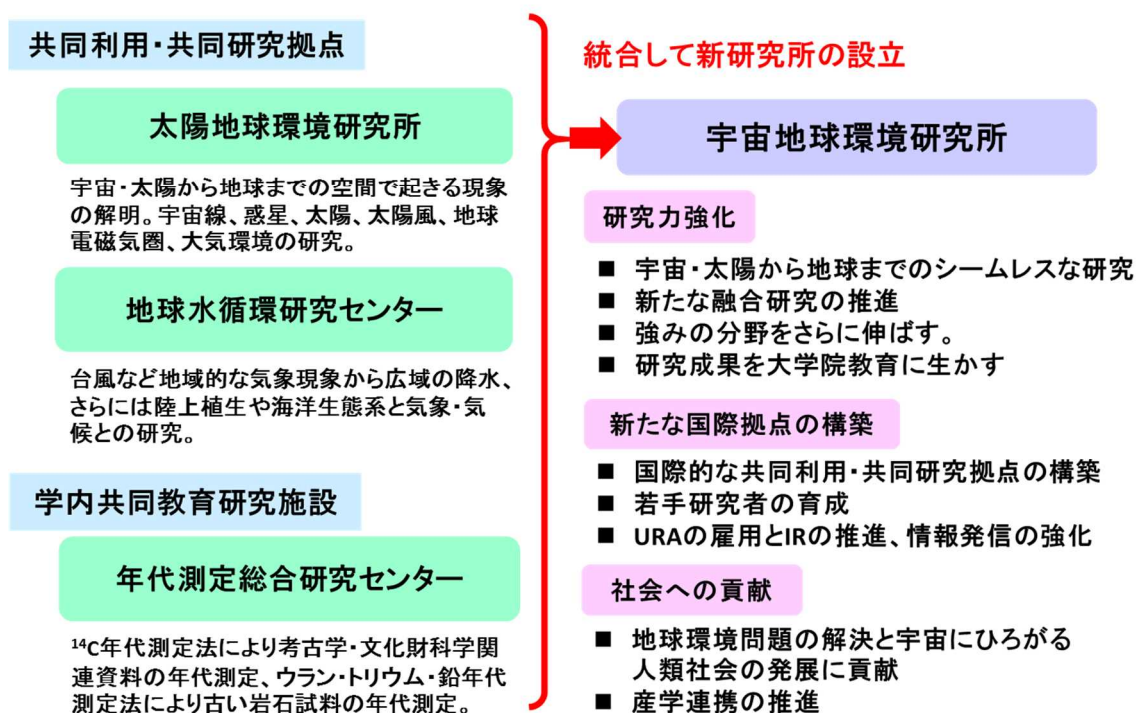 共同利用・共同研究拠点
太陽地球環境研究所
宇宙・太陽から地球までの空間で起きる現象
の解明。宇宙線、惑星、太陽、太陽風、地球
電磁気圏、大気環境の研究。
地球水循環研究センター
台風など地域的な気象現象から広域の降水、
さらには陸上植生や海洋生態系と気象・気
候との研究。
学内共同教育研究施設
年代測定総合研究センター
¹⁴C年代測定法により考古学・文化財科学関
連資料の年代測定、ウラン・トリウム・鉛年代
測定法により古い岩石試料の年代測定。
統合して新研究所の設立
宇宙地球環境研究所
研究力強化
■ 宇宙・太陽から地球までのシームレスな研究
■ 新たな融合研究の推進
■ 強みの分野をさらに伸ばす。
■ 研究成果を大学院教育に生かす
新たな国際拠点の構築
■ 国際的な共同利用・共同研究拠点の構築
■ 若手研究者の育成
■ URAの雇用とIRの推進、情報発信の強化
社会への貢献
■ 地球環境問題の解決と宇宙にひろがる
人類社会の発展に貢献
■ 産学連携の推進